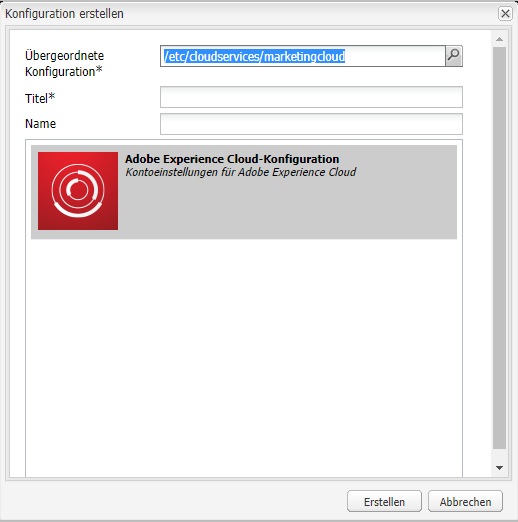 Konfiguration erstellen
Übergeordnete
Konfiguration*
/etc/cloudservices/marketingcloud
Titel*
Name
Adobe Experience Cloud-Konfiguration
Kontoeinstellungen für Adobe Experience Cloud
Erstellen
Abbrechen